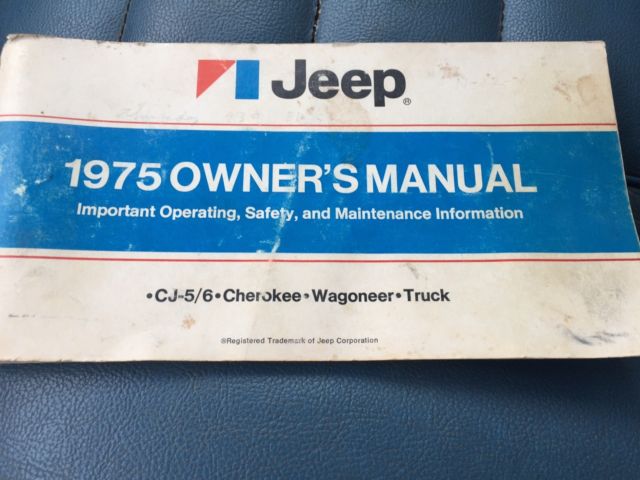 Jeep®
1975 OWNER'S MANUAL
Important Operating, Safety, and Maintenance Information
•CJ-5/6•Cherokee•Wagoneer•Truck
®Registered Trademark of Jeep Corporation